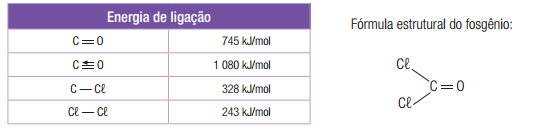 Energia de ligação
C=O 745 kJ/mol
C≡O 1 080 kJ/mol
C — Cℓ 328 kJ/mol
Cℓ — Cℓ 243 kJ/mol
Fórmula estrutural do fosgênio:
Cℓ
C=O
Cℓ